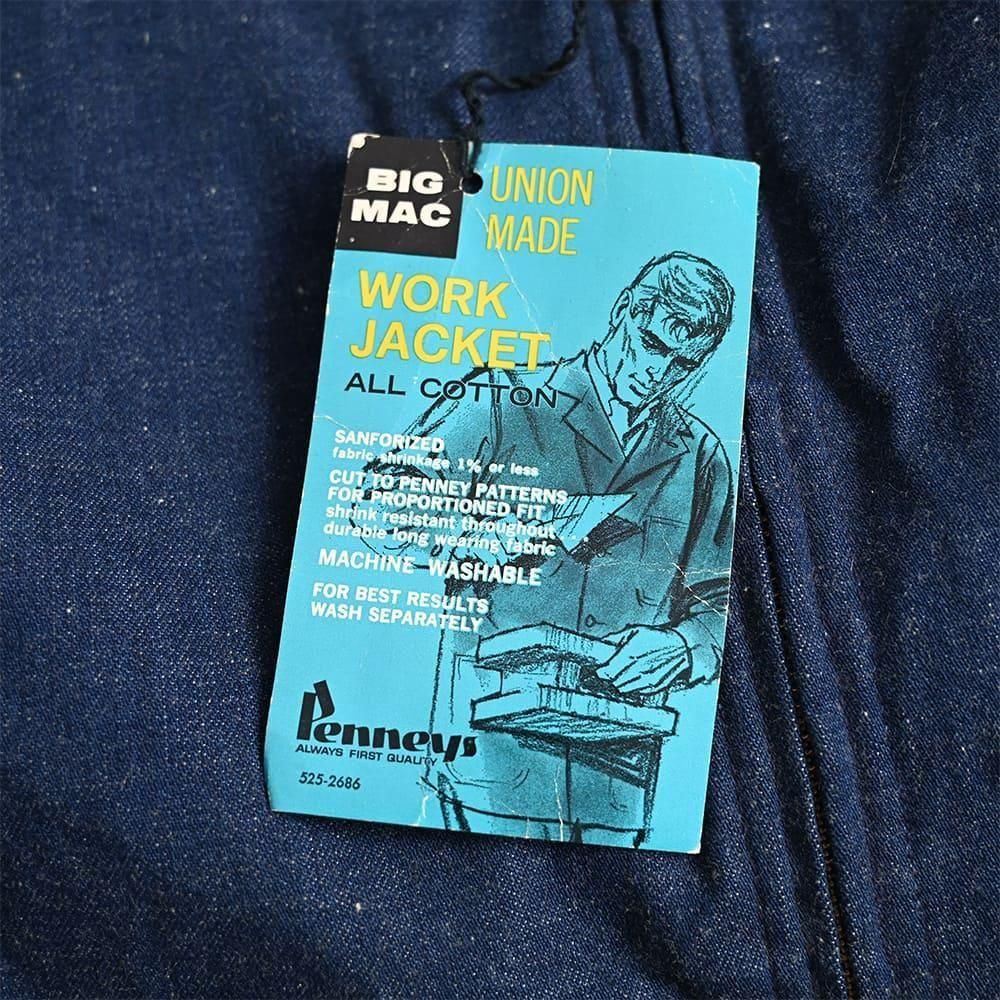 BIG
MAC
UNION
MADE
WORK
JACKET
ALL COTTON
SANFORIZED
fabric shrinkage 1% or less
CUT TO PENNEY PATTERNS
FOR PROPORTIONED FIT
shrink resistant throughout
durable long wearing fabric
MACHINE WASHABLE
FOR BEST RESULTS
WASH SEPARATELY
Penneys
ALWAYS FIRST QUALITY
525-2686